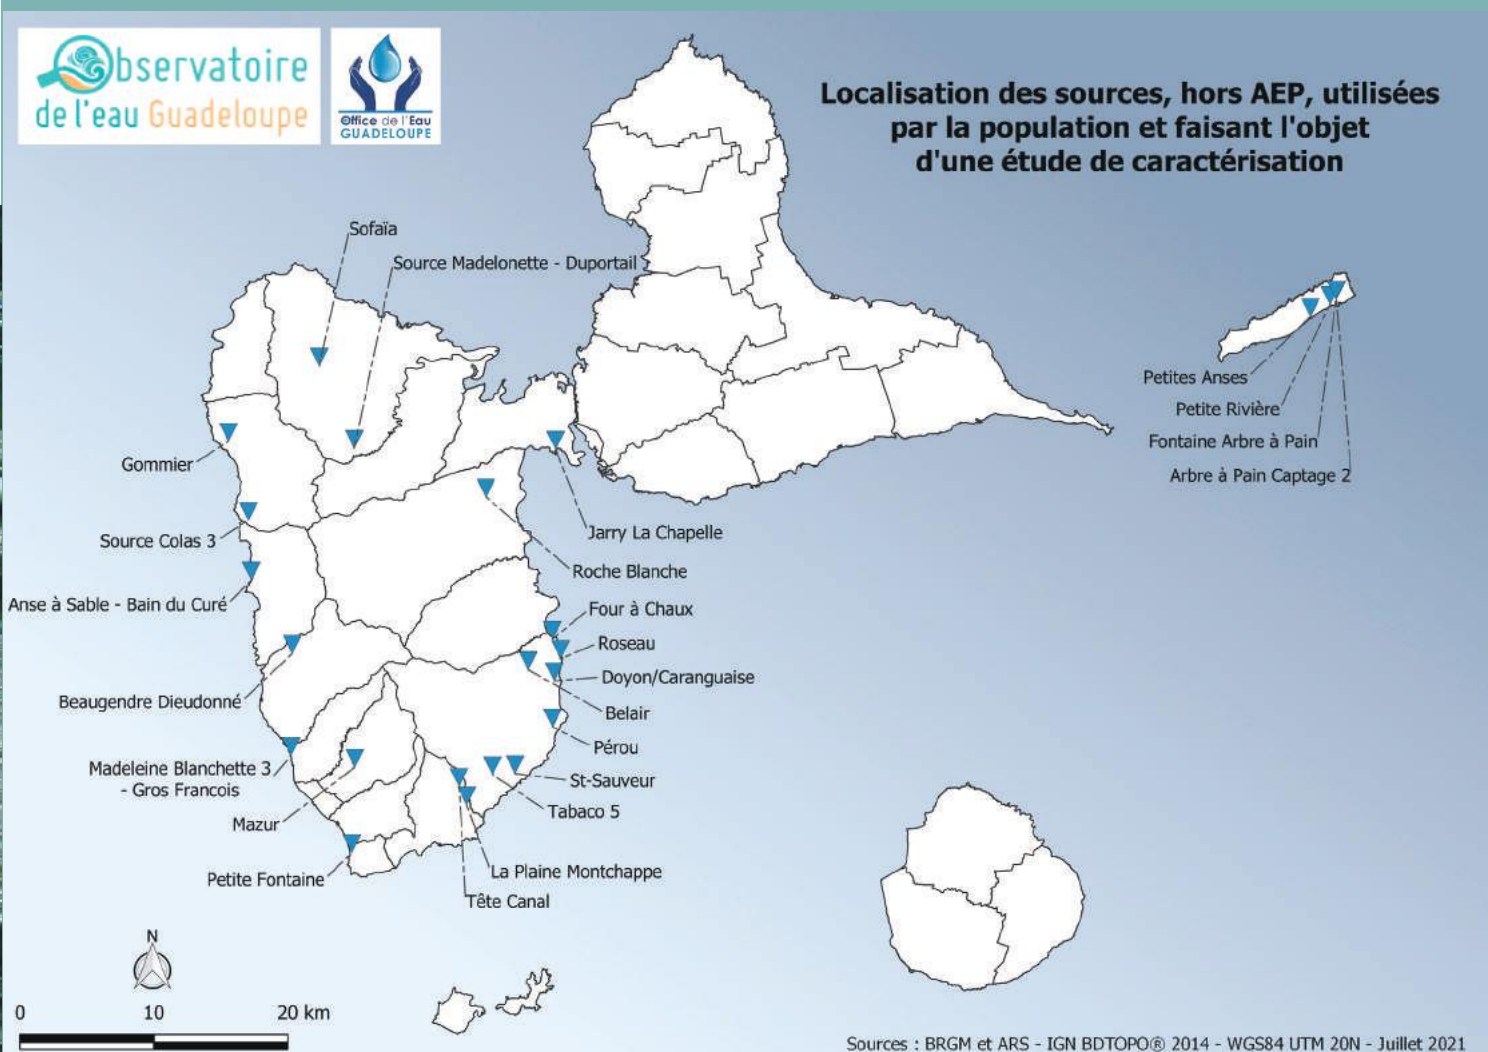 Observatoire
de l'eau Guadeloupe
Office de l'Eau
GUADELOUPE
Localisation des sources, hors AEP, utilisées
par la population et faisant l'objet
d'une étude de caractérisation
Sofaïa
Source Madelonette - Duportail
Gommier
Source Colas 3
Anse à Sable - Bain du Curé
Beaugendre Dieudonné
Madeleine Blanchette 3
- Gros Francois
Mazur
Petite Fontaine
Jarry La Chapelle
Roche Blanche
Four à Chaux
Roseau
Doyon/Caranguaise
Belair
Pérou
St-Sauveur
Tabaco 5
La Plaine Montchappe
Tête Canal
Petites Anses
Petite Rivière
Fontaine Arbre à Pain
Arbre à Pain Captage 2
N
0 10 20 km
Sources : BRGM et ARS - IGN BDTOPO® 2014 - WGS84 UTM 20N - Juillet 2021